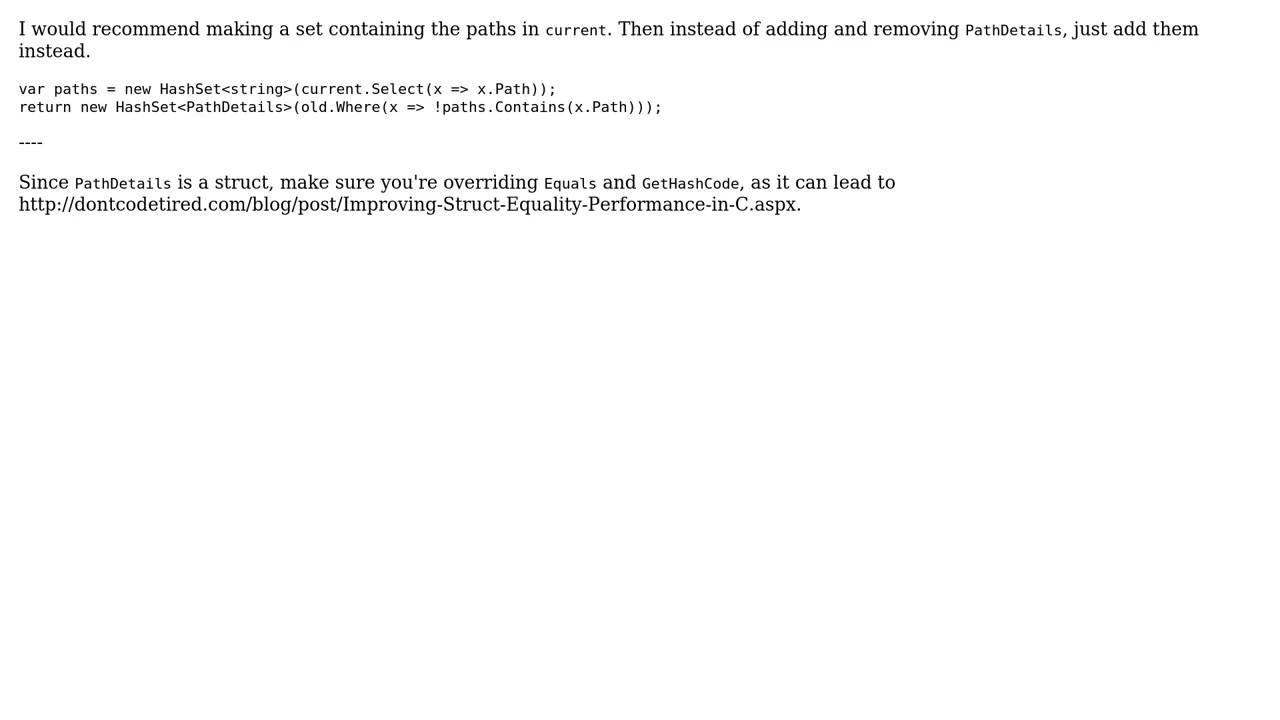 I would recommend making a set containing the paths in current. Then instead of adding and removing PathDetails, just add them
instead.
var paths = new HashSet<string>(current.Select(x => x.Path));
return new HashSet<PathDetails>(old.Where(x => !paths.Contains(x.Path)));
----
Since PathDetails is a struct, make sure you're overriding Equals and GetHashCode, as it can lead to
http://dontcodetired.com/blog/post/Improving-Struct-Equality-Performance-in-C.aspx.